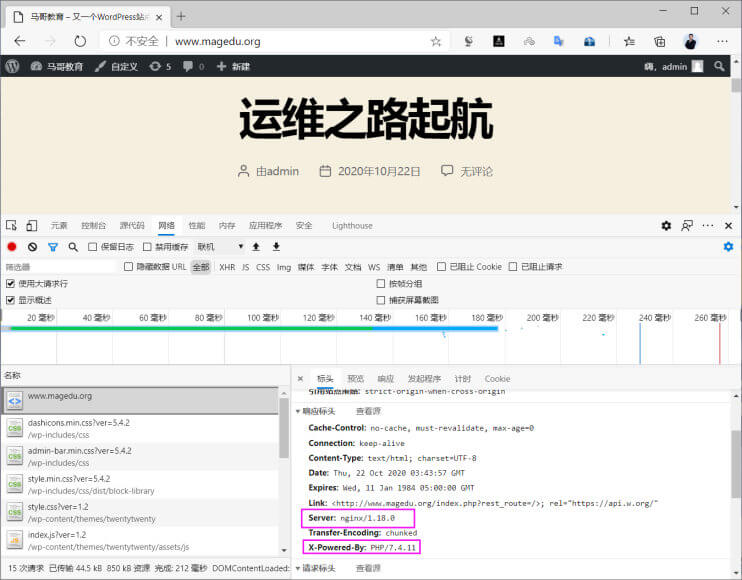 马哥教育 – 又一个WordPress站点
不安全 | www.magedu.org
马哥教育 自定义 5 0 新建 嗨，admin
运维之路起航
由admin 2020年10月22日 无评论
元素 控制台 源代码 网络 性能 内存 应用程序 安全 Lighthouse
保留日志 禁用缓存 联机
筛选器 隐藏数据 URL 全部 XHR JS CSS Img 媒体 字体 文档 WS 清单 其他 已阻止 Cookie 已阻止请求
使用大请求行 按帧分组
显示概述 捕获屏幕截图
20 毫秒 40 毫秒 60 毫秒 80 毫秒 100 毫秒 120 毫秒 140 毫秒 160 毫秒 180 毫秒 200 毫秒 220 毫秒 240 毫秒 260 毫秒
名称
www.magedu.org
dashicons.min.css?ver=5.4.2
/wp-includes/css
admin-bar.min.css?ver=5.4.2
/wp-includes/css
style.min.css?ver=5.4.2
/wp-includes/css/dist/block-library
style.css?ver=1.2
/wp-content/themes/twentytwenty
index.js?ver=1.2
/wp-content/themes/twentytwenty/assets/js
15 次请求 已传输 44.5 kB 850 kB 资源 完成: 212 毫秒 DOMContentLoaded:
标头 预览 响应 发起程序 计时 Cookie
引用站点策略: strict-origin-when-cross-origin
响应标头 查看源
Cache-Control: no-cache, must-revalidate, max-age=0
Connection: keep-alive
Content-Type: text/html; charset=UTF-8
Date: Thu, 22 Oct 2020 03:43:57 GMT
Expires: Wed, 11 Jan 1984 05:00:00 GMT
Link: <http://www.magedu.org/index.php?rest_route=/>; rel="https://api.w.org/"
Server: nginx/1.18.0
Transfer-Encoding: chunked
X-Powered-By: PHP/7.4.11
请求标头 查看源